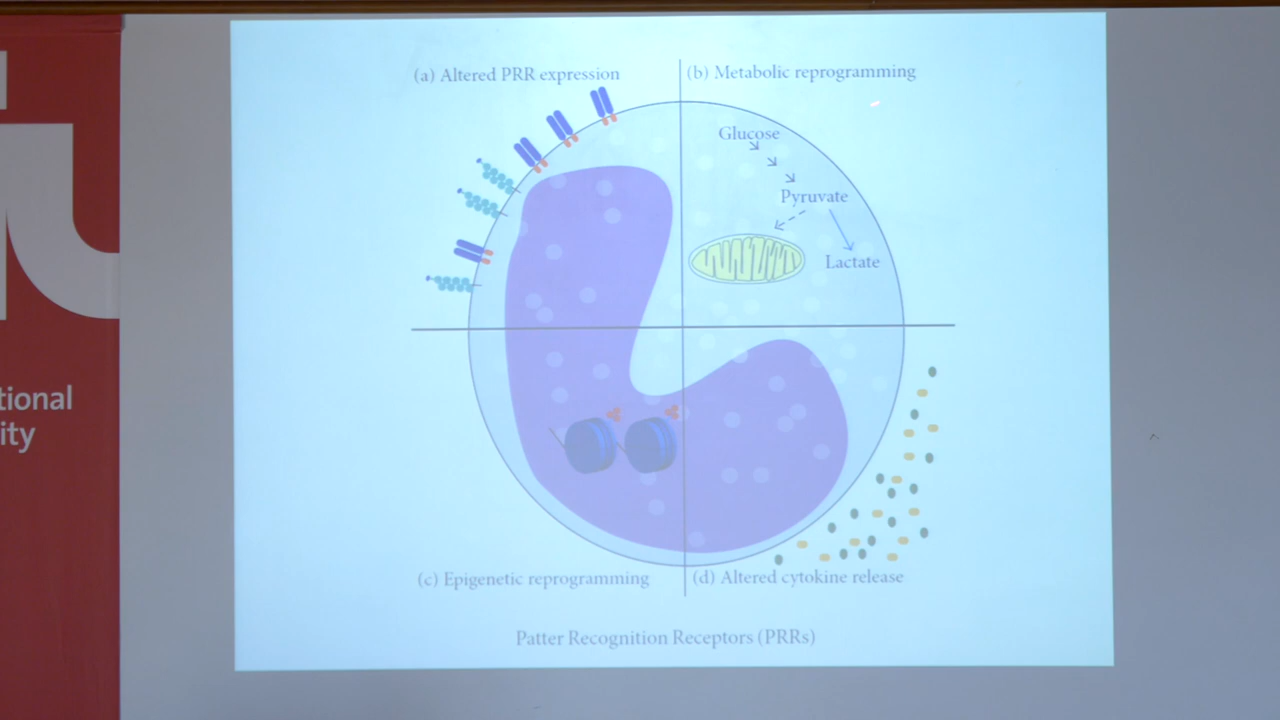 (a) Altered PRR expression
(b) Metabolic reprogramming
Glucose
Pyruvate
Lactate
(c) Epigenetic reprogramming
(d) Altered cytokine release
Patter Recognition Receptors (PRRs)
tional
ity